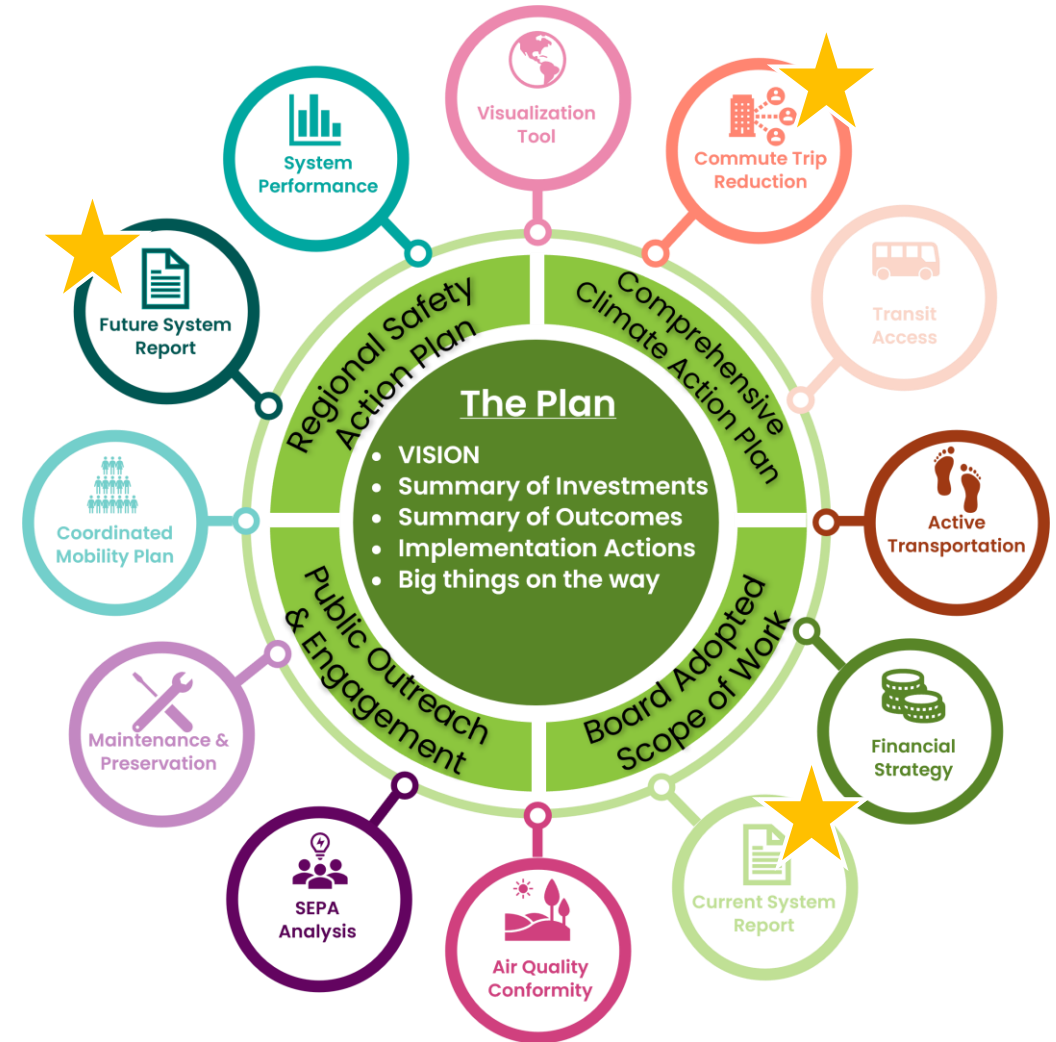 Visualization
Tool
Commute Trip
Reduction
Transit
Access
Active
Transportation
Financial
Strategy
Current System
Report
Air Quality
Conformity
SEPA
Analysis
Maintenance &
Preservation
Coordinated
Mobility Plan
Future System
Report
System
Performance
Regional Safety
Action Plan
Comprehensive
Climate Action Plan
Board Adopted
Scope of Work
Public Outreach
& Engagement
The Plan
• VISION
• Summary of Investments
• Summary of Outcomes
• Implementation Actions
• Big things on the way